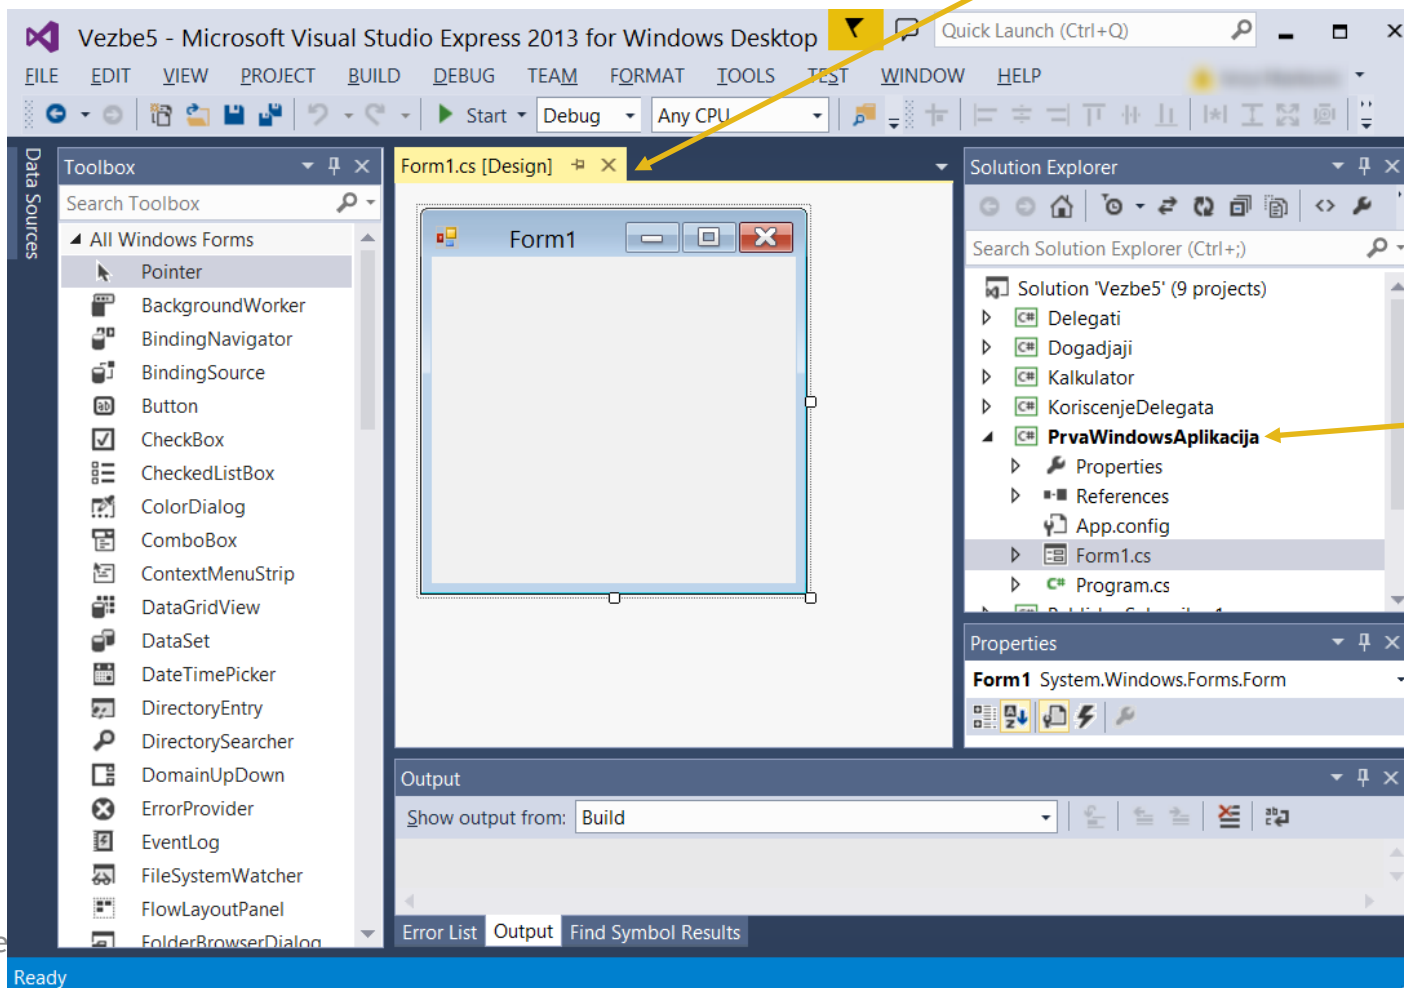 Vezbe5 - Microsoft Visual Studio Express 2013 for Windows Desktop
Quick Launch (Ctrl+Q)
FILE EDIT VIEW PROJECT BUILD DEBUG TEAM FORMAT TOOLS TEST WINDOW HELP
Start Debug Any CPU
Data Sources
Toolbox
Search Toolbox
All Windows Forms
Pointer
BackgroundWorker
BindingNavigator
BindingSource
Button
CheckBox
CheckedListBox
ColorDialog
ComboBox
ContextMenuStrip
DataGridView
DataSet
DateTimePicker
DirectoryEntry
DirectorySearcher
DomainUpDown
ErrorProvider
EventLog
FileSystemWatcher
FlowLayoutPanel
FolderBrowserDialog
Form1.cs [Design]
Form1
Solution Explorer
Search Solution Explorer (Ctrl+;)
Solution 'Vezbe5' (9 projects)
C# Delegati
C# Dogadjaji
C# Kalkulator
C# KoriscenjeDelegata
C# PrvaWindowsAplikacija
Properties
References
App.config
Form1.cs
C# Program.cs
Properties
Form1 System.Windows.Forms.Form
Output
Show output from: Build
Error List Output Find Symbol Results
Ready